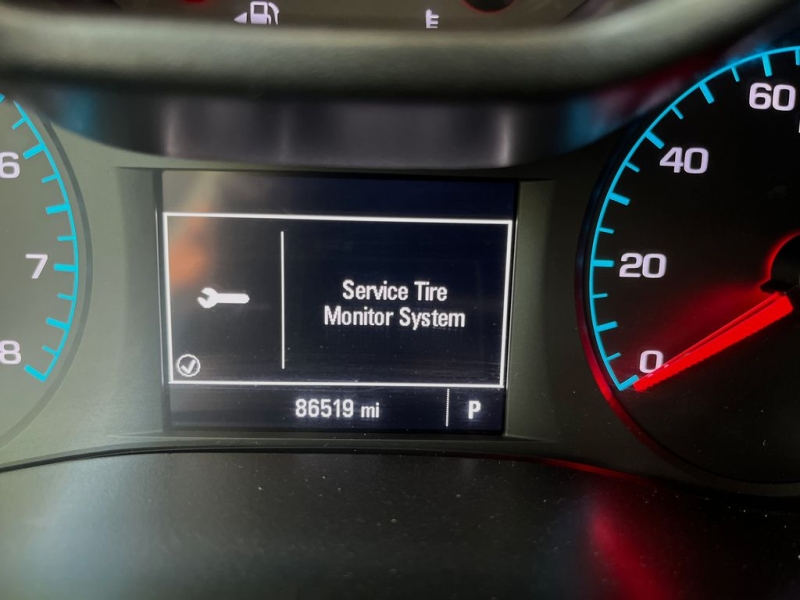 6
7
8
Service Tire
Monitor System
86519 mi
P
60
40
20
0